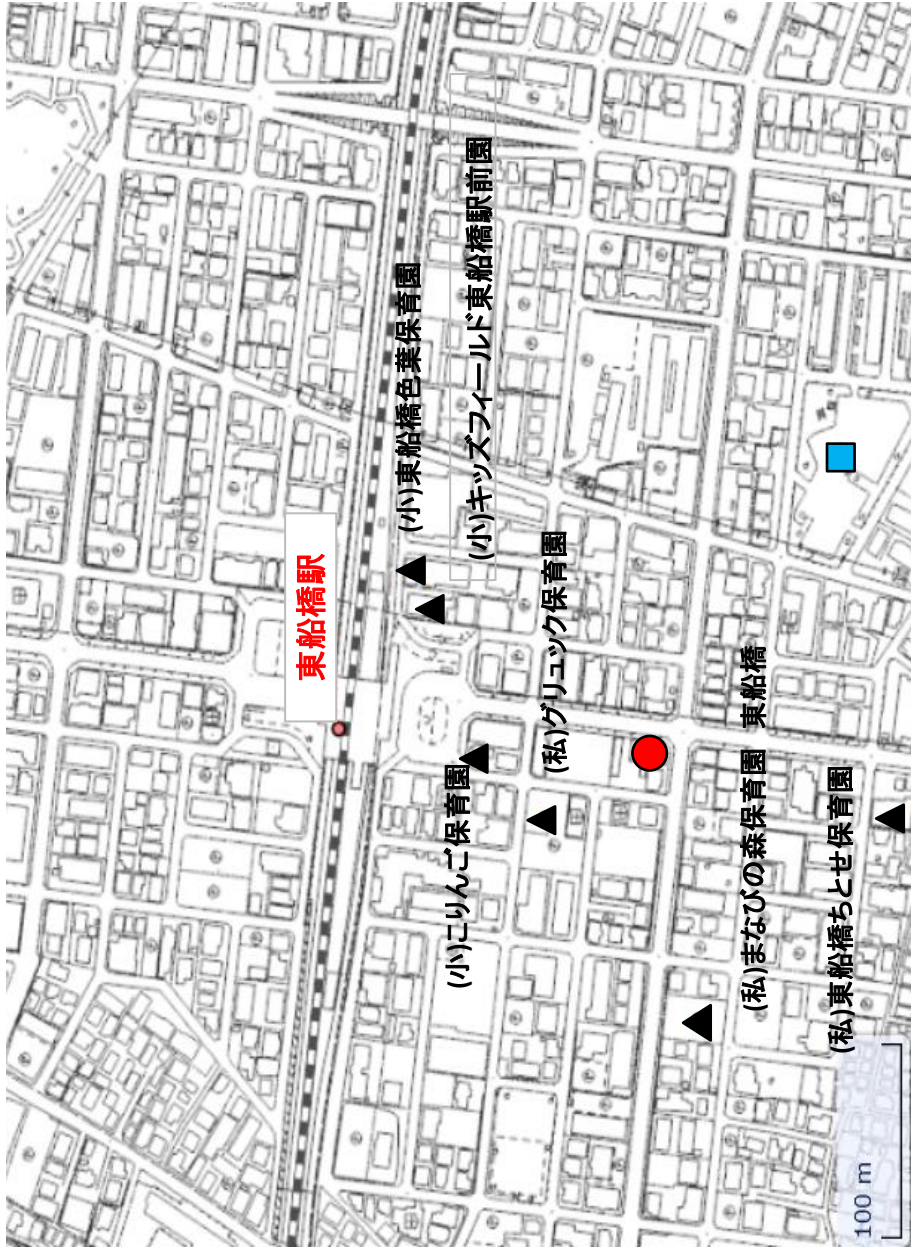 東船橋駅
(小)東船橋色葉保育園
(小)キッズフィールド東船橋駅前園
(小)こりんご保育園
(私)グリュック保育園
東船橋
(私)まなびの森保育園
(私)東船橋ちとせ保育園
100 m